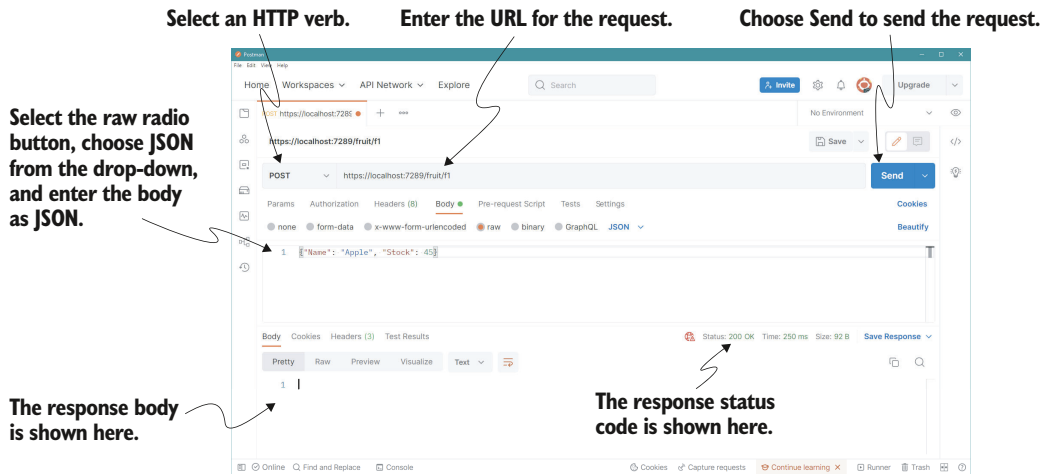 Select an HTTP verb.
Enter the URL for the request.
Choose Send to send the request.
Postman
File Edit View Help
Home Workspaces API Network Explore Search Invite Upgrade
POST https://localhost:728 No Environment
https://localhost:7289/fruit/f1 Save
Select the raw radio
button, choose JSON
from the drop-down,
and enter the body
as JSON.
POST https://localhost:7289/fruit/f1 Send
Params Authorization Headers (8) Body Pre-request Script Tests Settings Cookies
none form-data x-www-form-urlencoded raw binary GraphQL JSON Beautify
1 {"Name": "Apple", "Stock": 45}
Body Cookies Headers (3) Test Results Status: 200 OK Time: 250 ms Size: 92 B Save Response
Pretty Raw Preview Visualize Text
1
The response body
is shown here.
The response status
code is shown here.
Online Find and Replace Console Cookies Capture requests Continue learning Runner Trash